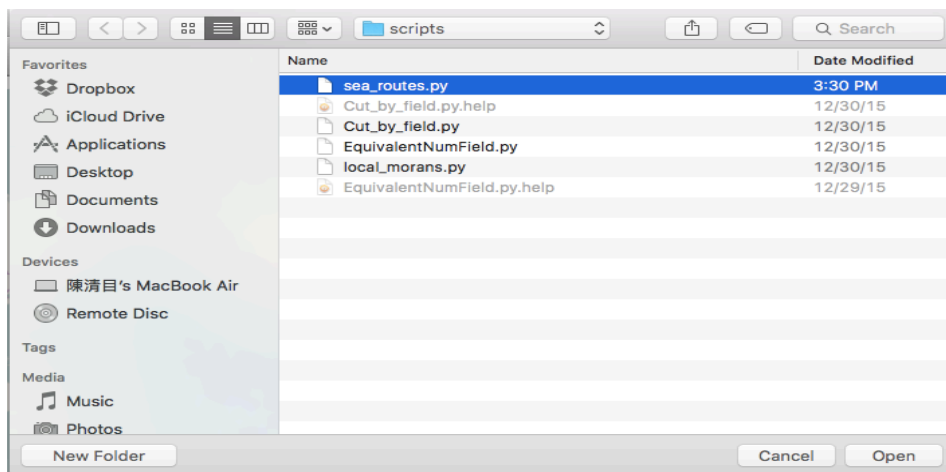 scripts
Search
Favorites
Dropbox
iCloud Drive
Applications
Desktop
Documents
Downloads
Devices
陳清目's MacBook Air
Remote Disc
Tags
Media
Music
Photos
Name Date Modified
sea_routes.py 3:30 PM
Cut_by_field.py.help 12/30/15
Cut_by_field.py 12/30/15
EquivalentNumField.py 12/30/15
local_morans.py 12/30/15
EquivalentNumField.py.help 12/29/15
New Folder Cancel Open